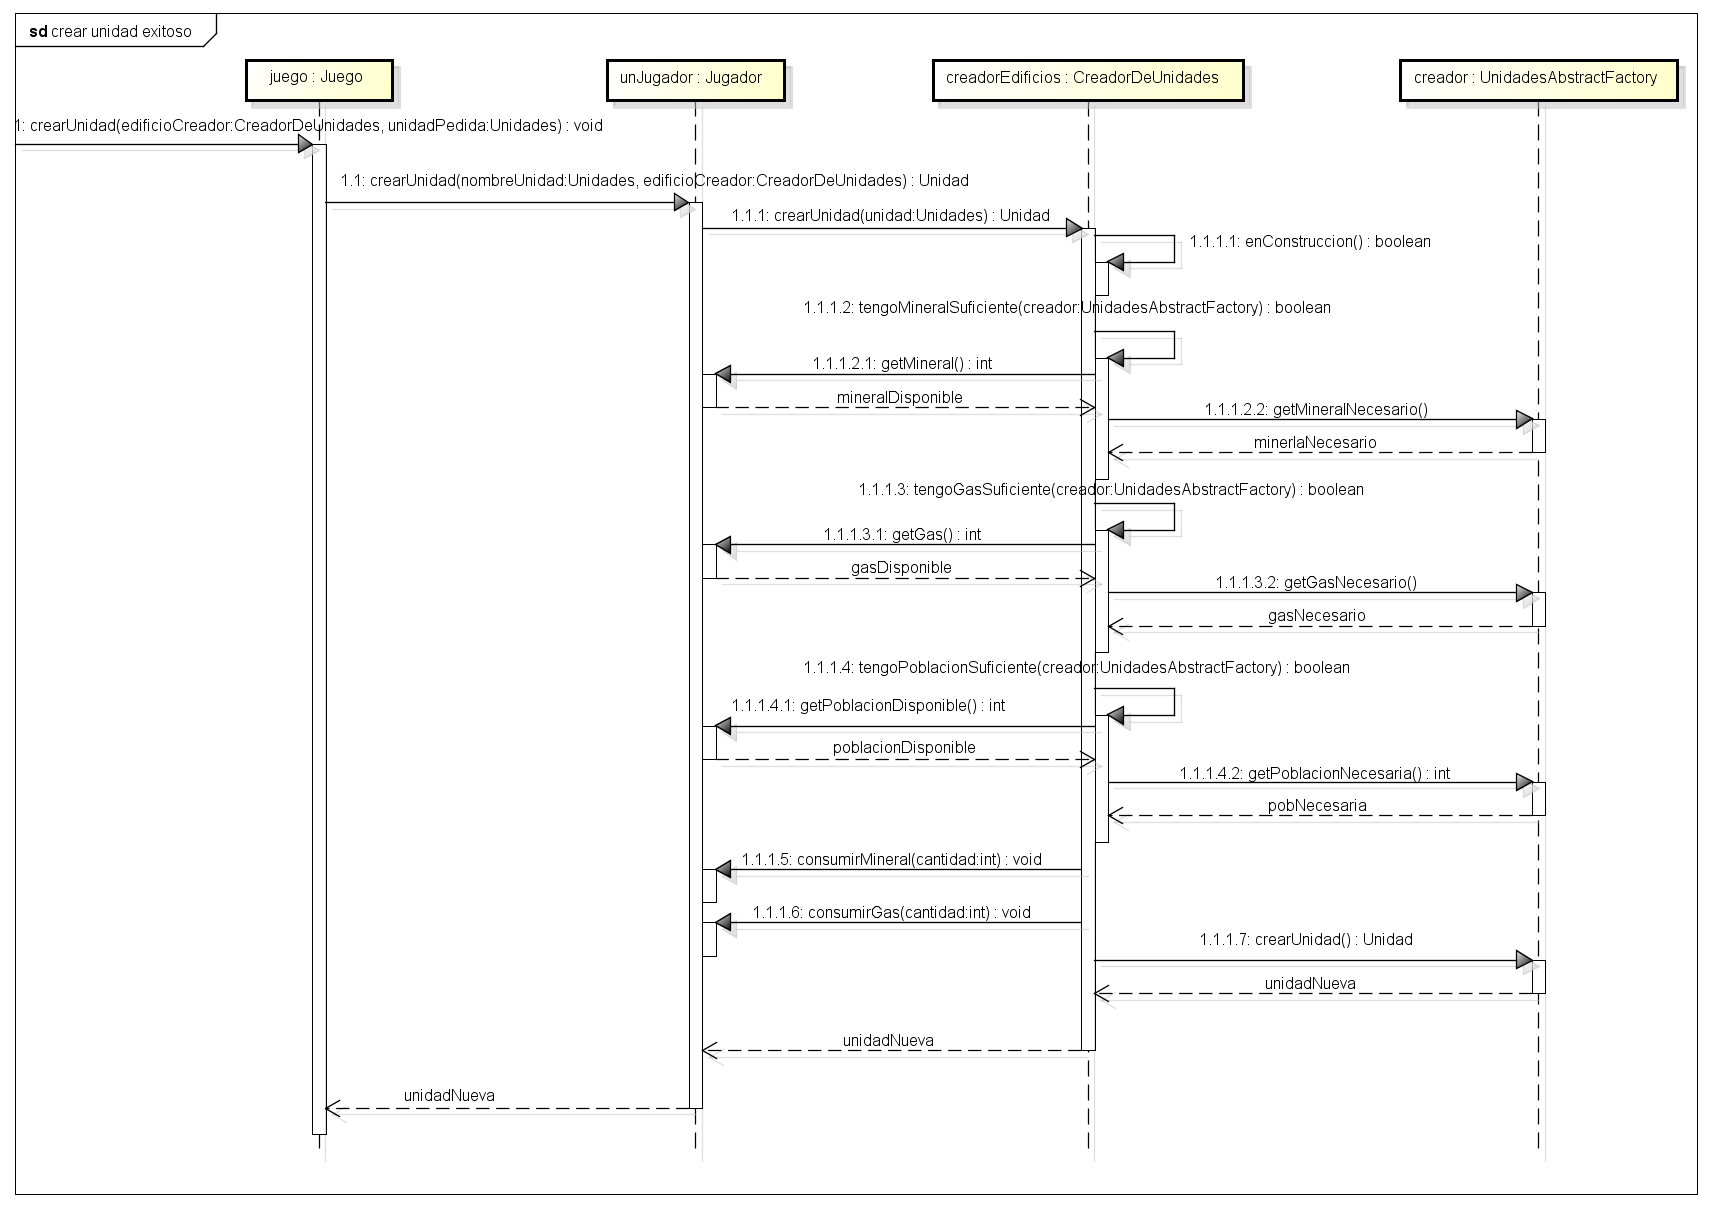 sd crear unidad exitoso
juego : Juego
unJugador : Jugador
creadorEdificios : CreadorDeUnidades
creador : UnidadesAbstractFactory
1: crearUnidad(edificioCreador:CreadorDeUnidades, unidadPedida:Unidades) : void
1.1: crearUnidad(nombreUnidad:Unidades, edificioCreador:CreadorDeUnidades) : Unidad
1.1.1: crearUnidad(unidad:Unidades) : Unidad
1.1.1.1: enConstruccion() : boolean
1.1.1.2: tengoMineralSuficiente(creador:UnidadesAbstractFactory) : boolean
1.1.1.2.1: getMineral() : int
mineralDisponible
1.1.1.2.2: getMineralNecesario()
minerlaNecesario
1.1.1.3: tengoGasSuficiente(creador:UnidadesAbstractFactory) : boolean
1.1.1.3.1: getGas() : int
gasDisponible
1.1.1.3.2: getGasNecesario()
gasNecesario
1.1.1.4: tengoPoblacionSuficiente(creador:UnidadesAbstractFactory) : boolean
1.1.1.4.1: getPoblacionDisponible() : int
poblacionDisponible
1.1.1.4.2: getPoblacionNecesaria() : int
pobNecesaria
1.1.1.5: consumirMineral(cantidad:int) : void
1.1.1.6: consumirGas(cantidad:int) : void
1.1.1.7: crearUnidad() : Unidad
unidadNueva
unidadNueva
unidadNueva